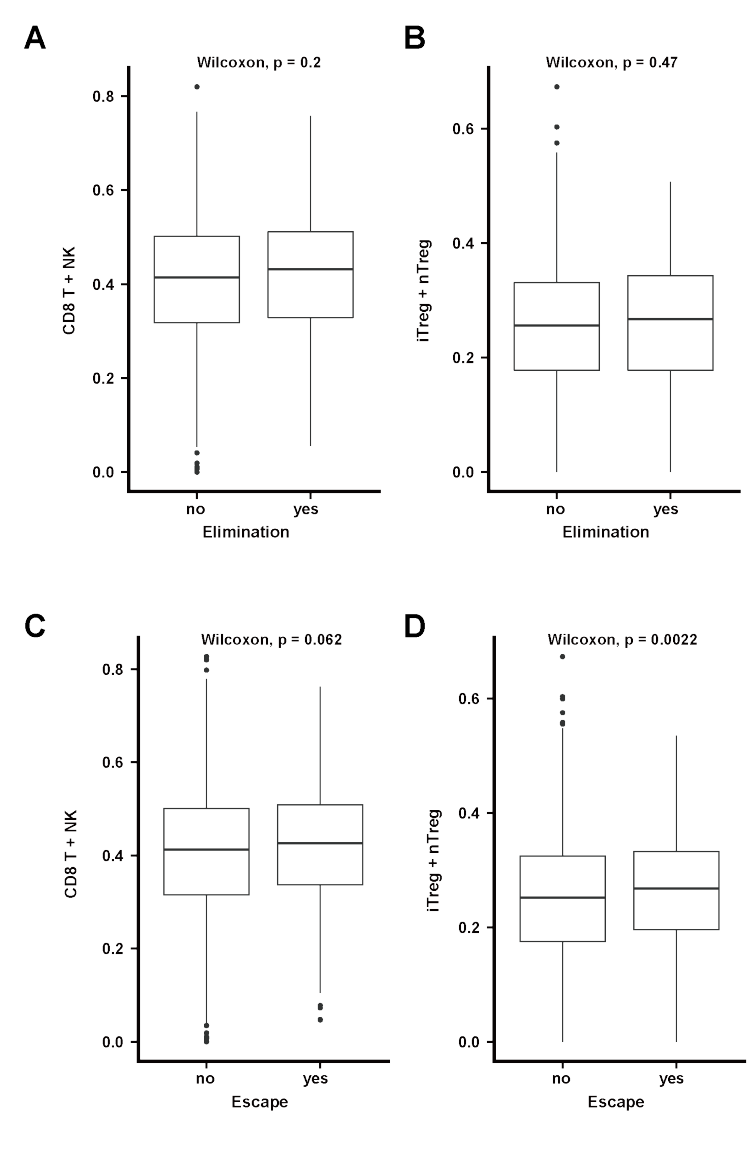 A
Wilcoxon, p = 0.2
0.8
0.6
0.4
0.2
0.0
CD8 T + NK
no yes
Elimination
B
Wilcoxon, p = 0.47
0.6
0.4
0.2
0.0
iTreg + nTreg
no yes
Elimination
C
Wilcoxon, p = 0.062
0.8
0.6
0.4
0.2
0.0
CD8 T + NK
no yes
Escape
D
Wilcoxon, p = 0.0022
0.6
0.4
0.2
0.0
iTreg + nTreg
no yes
Escape